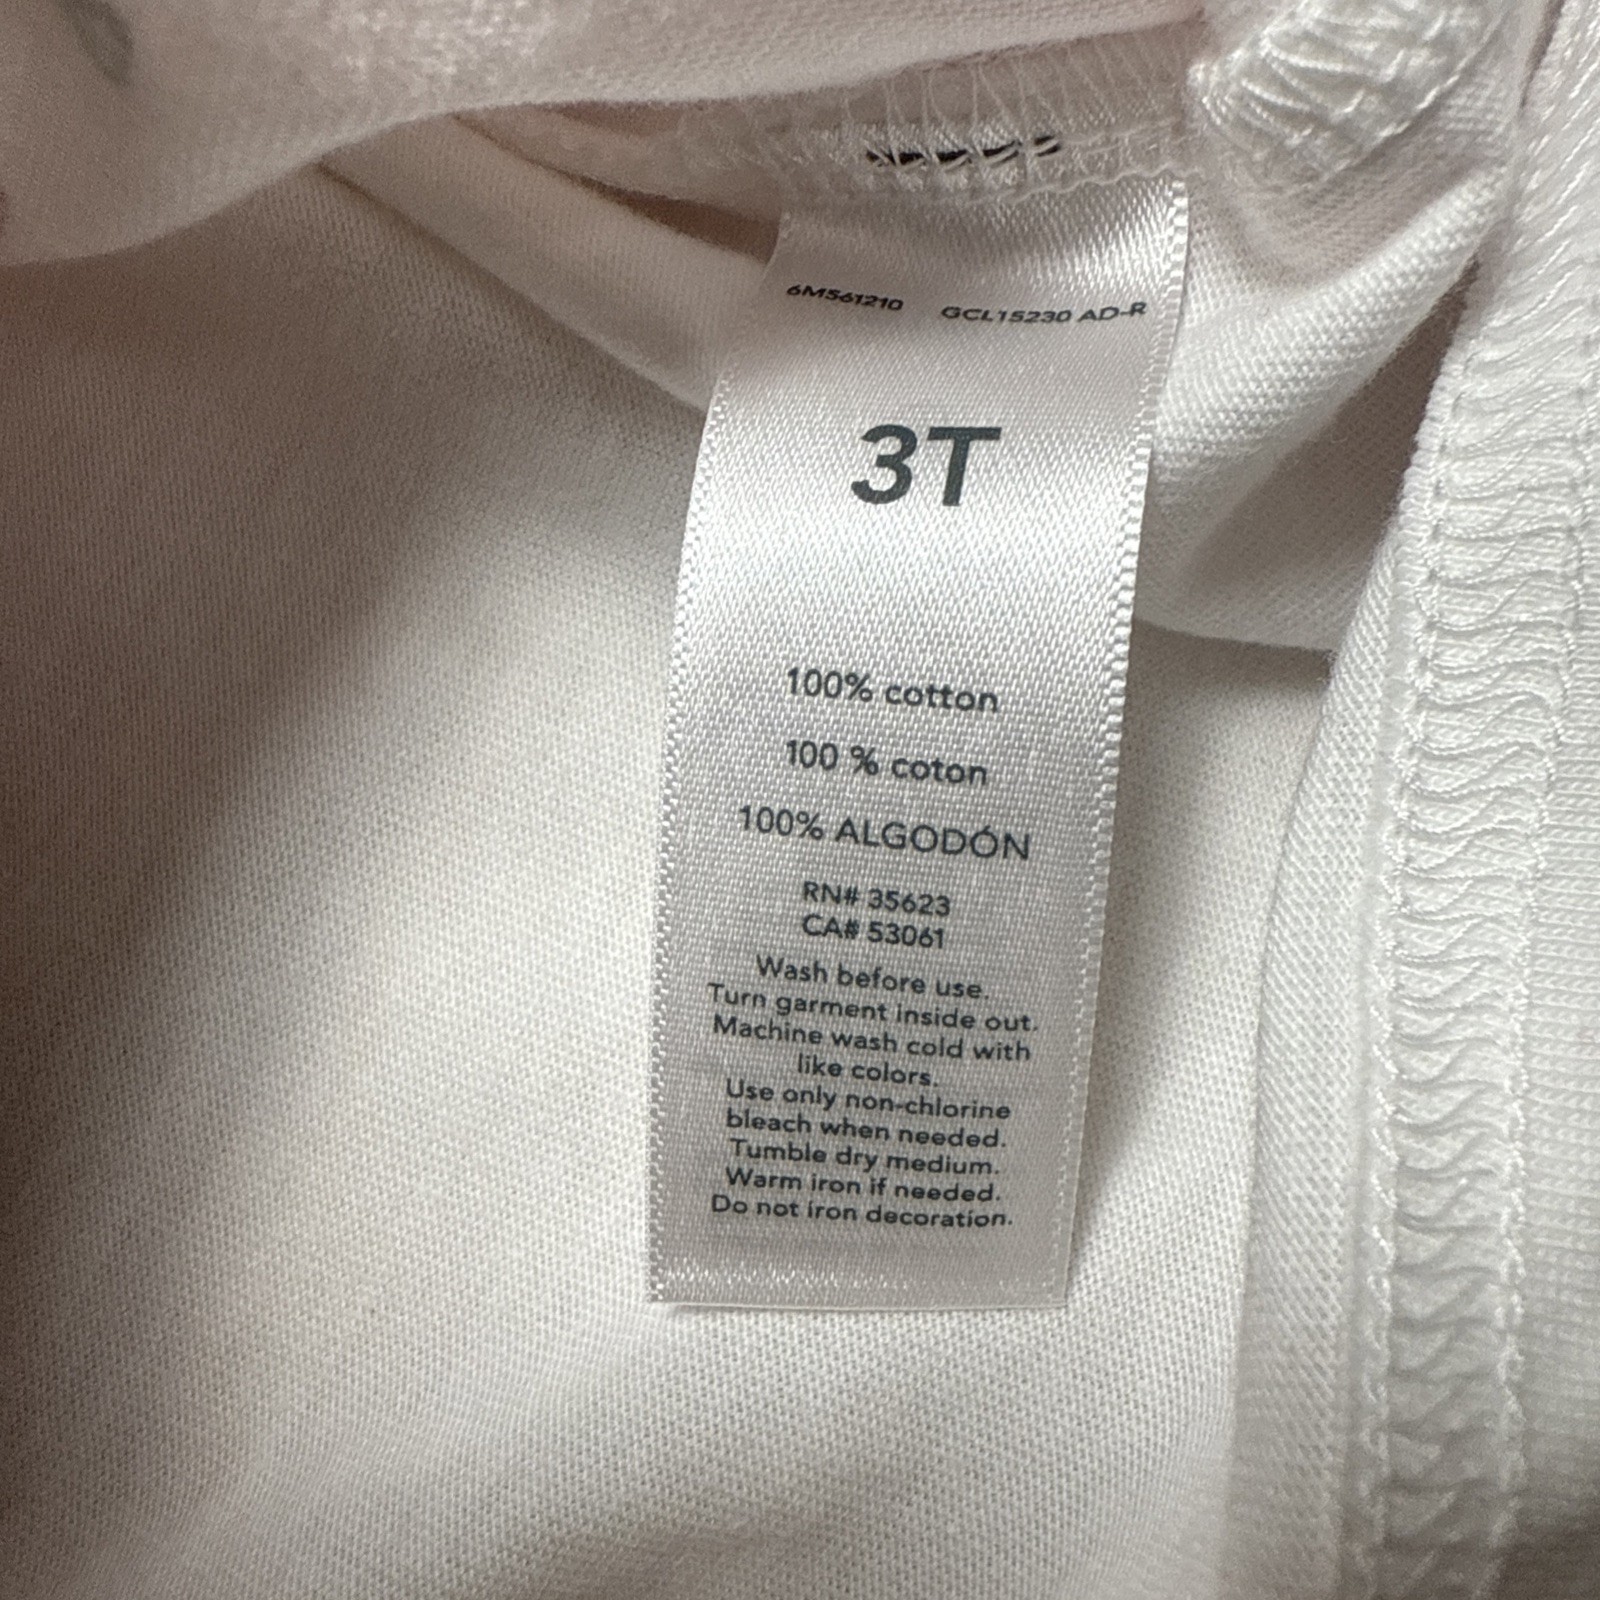 6M561210 GCL15230 AD-R
3T
100% cotton
100 % coton
100% ALGODÓN
RN# 35623
CA# 53061
Wash before use.
Turn garment inside out.
Machine wash cold with
like colors.
Use only non-chlorine
bleach when needed.
Tumble dry medium.
Warm iron if needed.
Do not iron decoration.